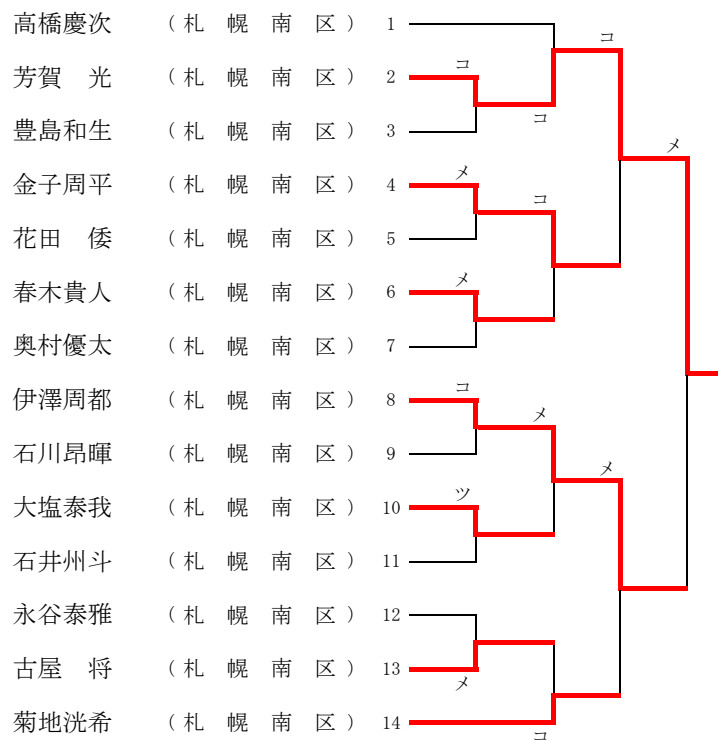 高橋慶次 (札 幌 南 区) 1
コ
コ
芳賀 光 (札 幌 南 区) 2
コ
豊島和生 (札 幌 南 区) 3
メ
メ
金子周平 (札 幌 南 区) 4
コ
花田 倭 (札 幌 南 区) 5
メ
春木貴人 (札 幌 南 区) 6
奥村優太 (札 幌 南 区) 7
コ
伊澤周都 (札 幌 南 区) 8
メ
石川昂暉 (札 幌 南 区) 9
メ
ツ
大塩泰我 (札 幌 南 区) 10
石井州斗 (札 幌 南 区) 11
永谷泰雅 (札 幌 南 区) 12
古屋 将 (札 幌 南 区) 13
メ
菊地洸希 (札 幌 南 区) 14
コ